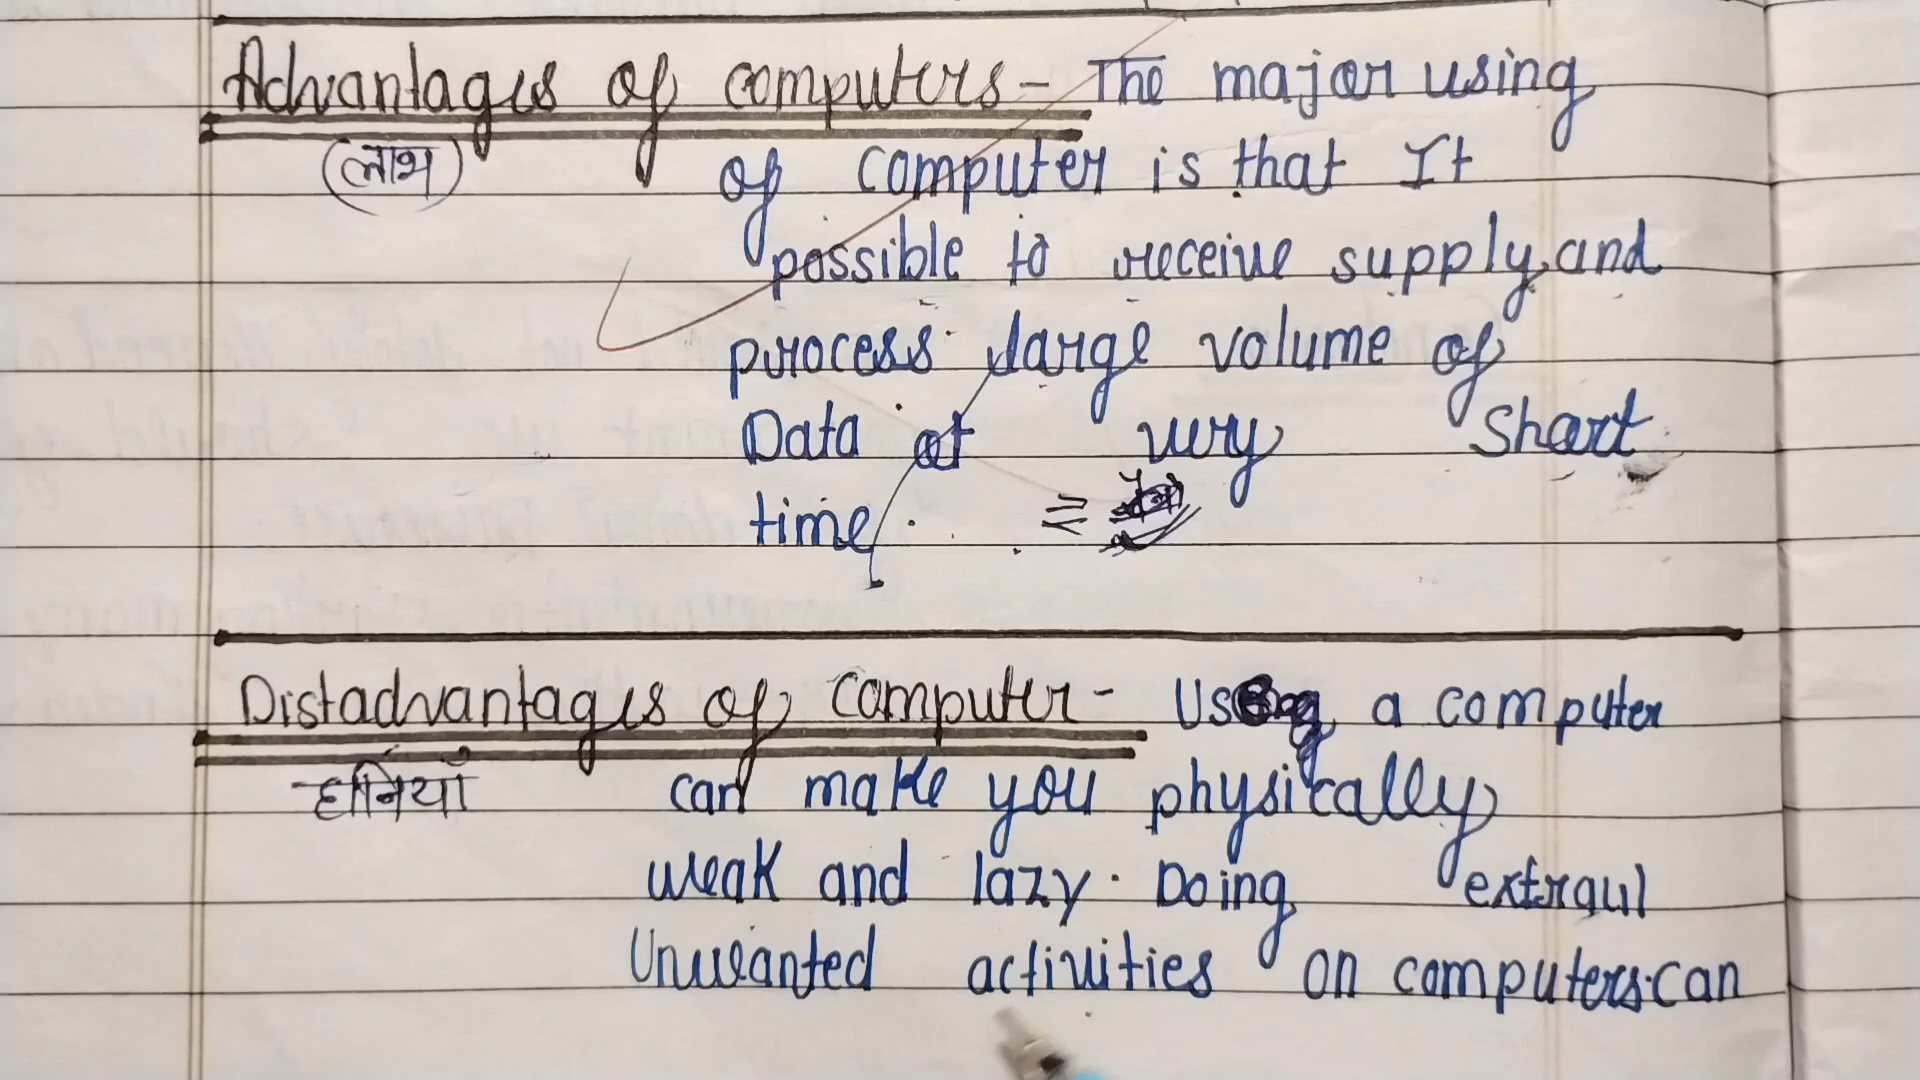 Advantages of computers - The major using
(लाभ)
of computer is that It
possible to receive supply, and
process large volume of
Data at very Short
time.
Distadvantages of Computer - a computer
हानियाँ
can make you physically
weak and lazy. Doing
Unwanted activities on computers can